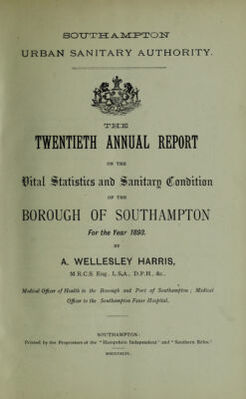 SOUTHAMPTON
URBAN SANITARY AUTHORITY.
THE
TWENTIETH ANNUAL REPORT
ON THE
Vital Statistics and Sanitary Condition
OF THE
BOROUGH OF SOUTHAMPTON
For the Year 1893.
BY
A. WELLESLEY HARRIS,
M.R.C.S. Eng., L.S.A., D.P.H., &c.,
Medical Officer of Health to the Borough and Port of Southampton; Medical
Officer to the Southampton Fever Hospital.
SOUTHAMPTON:
Printed by the Proprietors of the "Hampshire Independent" and "Southern Echo."